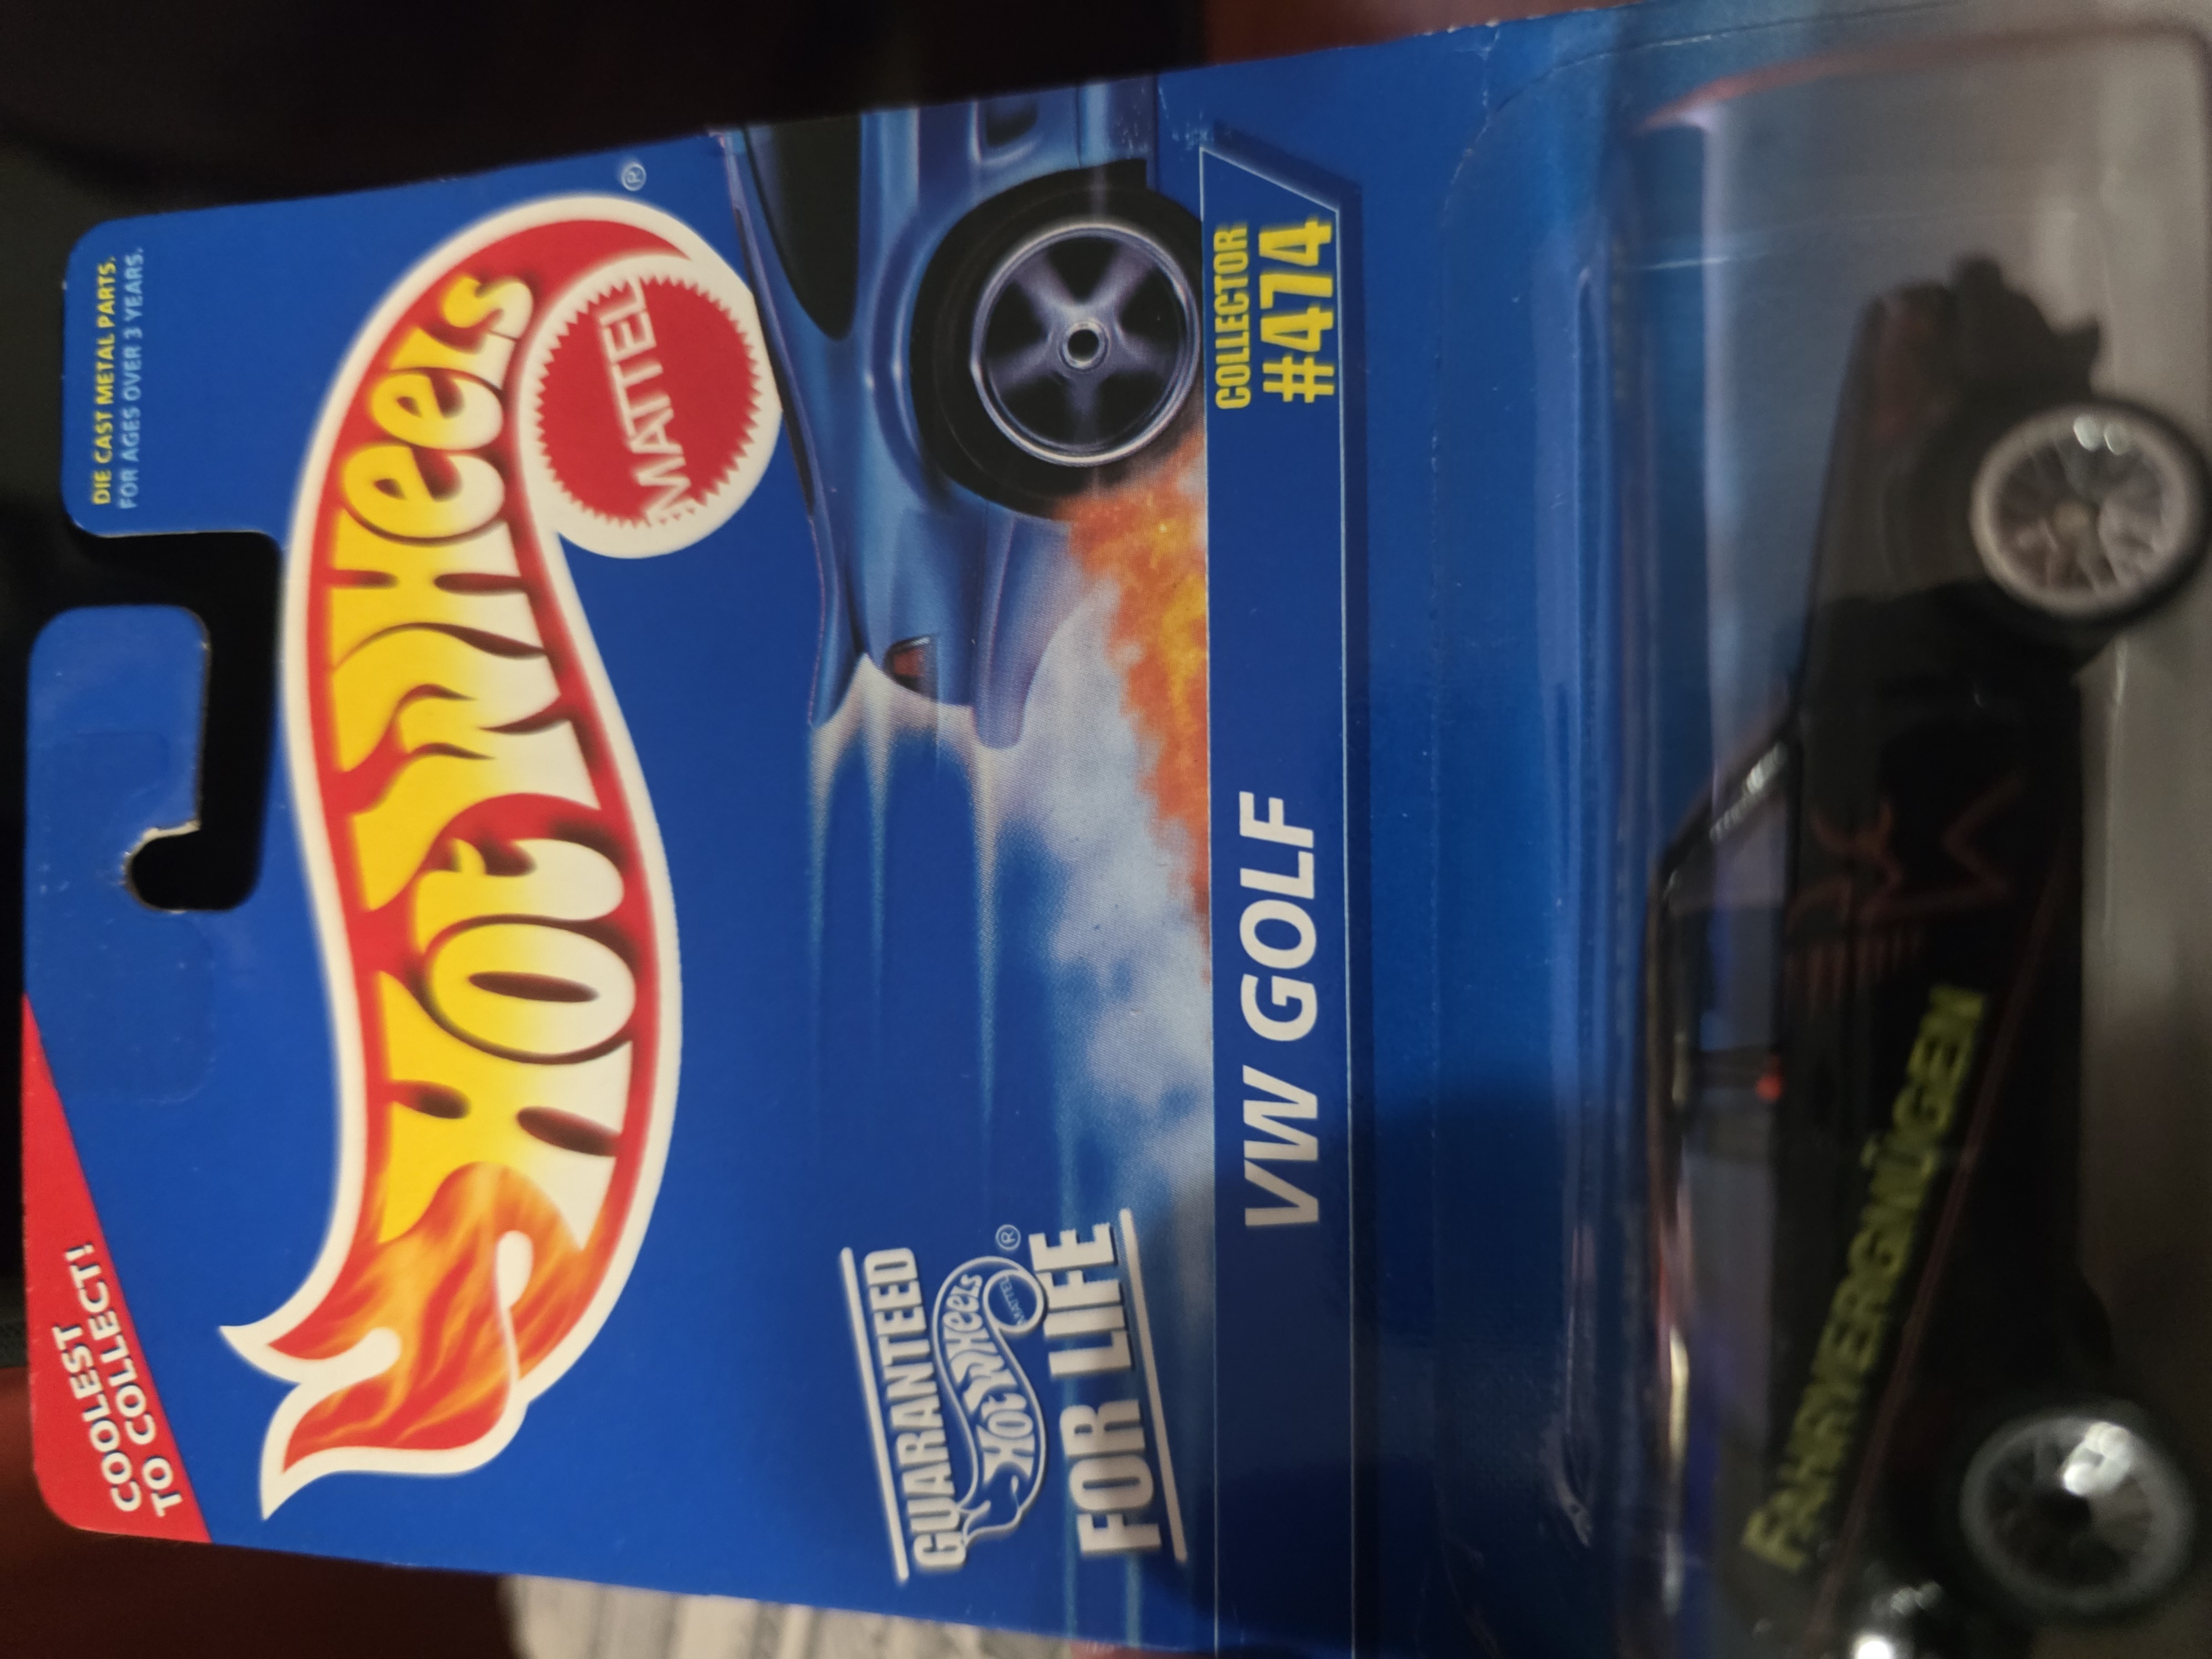 COOLEST
TO COLLECT!
DIE CAST METAL PARTS.
FOR AGES OVER 3 YEARS.
HOT WHEELS ®
MATTEL
GUARANTEED
HOT WHEELS ®
MATTEL
FOR LIFE
VW GOLF
COLLECTOR
#474
FAHRVERGNÜGEN